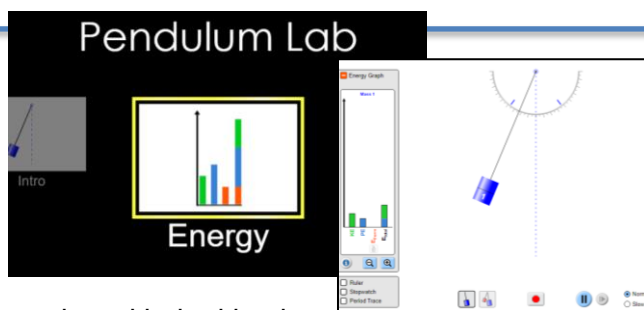 Pendulum Lab
Intro
Energy
Energy Graph
Mass 1
KE
PE
Ruler
Stopwatch
Period Trace